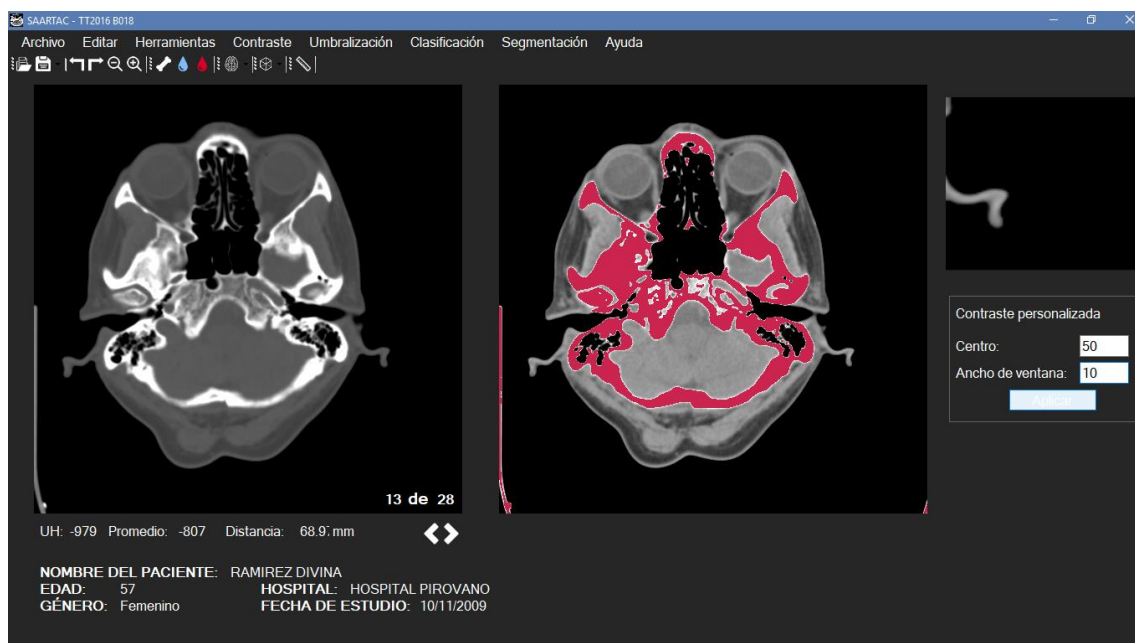 SAARTAC - TT2016 B018
Archivo Editar Herramientas Contraste Umbralización Clasificación Segmentación Ayuda
13 de 28
Contraste personalizada
Centro: 50
Ancho de ventana: 10
Aplicar
UH: -979 Promedio: -807 Distancia: 68.9 mm
NOMBRE DEL PACIENTE: RAMIREZ DIVINA
EDAD: 57 HOSPITAL: HOSPITAL PIROVANO
GÉNERO: Femenino FECHA DE ESTUDIO: 10/11/2009